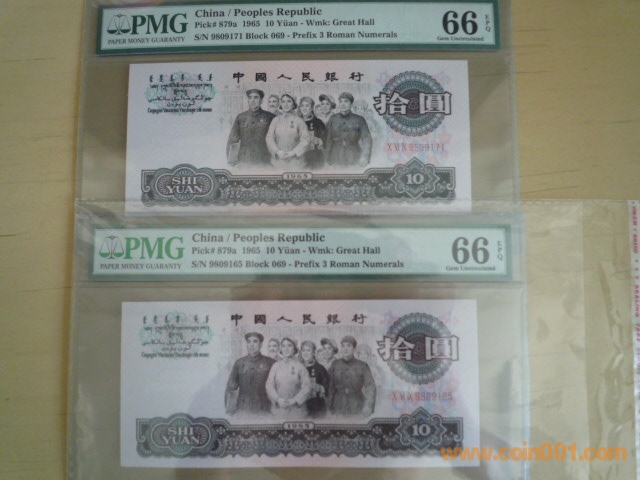 PMG
PAPER MONEY GUARANTY
China / Peoples Republic
Pick# 879a 1965 10 Yüan - Wmk: Great Hall
S/N 9809171 Block 069 - Prefix 3 Roman Numerals
66 EPQ
Gem Uncirculated
中國人民銀行
拾圓
1965
SHI
YUAN
10
PMG
PAPER MONEY GUARANTY
China / Peoples Republic
Pick# 879a 1965 10 Yüan - Wmk: Great Hall
S/N 9809165 Block 069 - Prefix 3 Roman Numerals
66 EPQ
Gem Uncirculated
中國人民銀行
拾圓
1965
SHI
YUAN
10
www.coin001.com